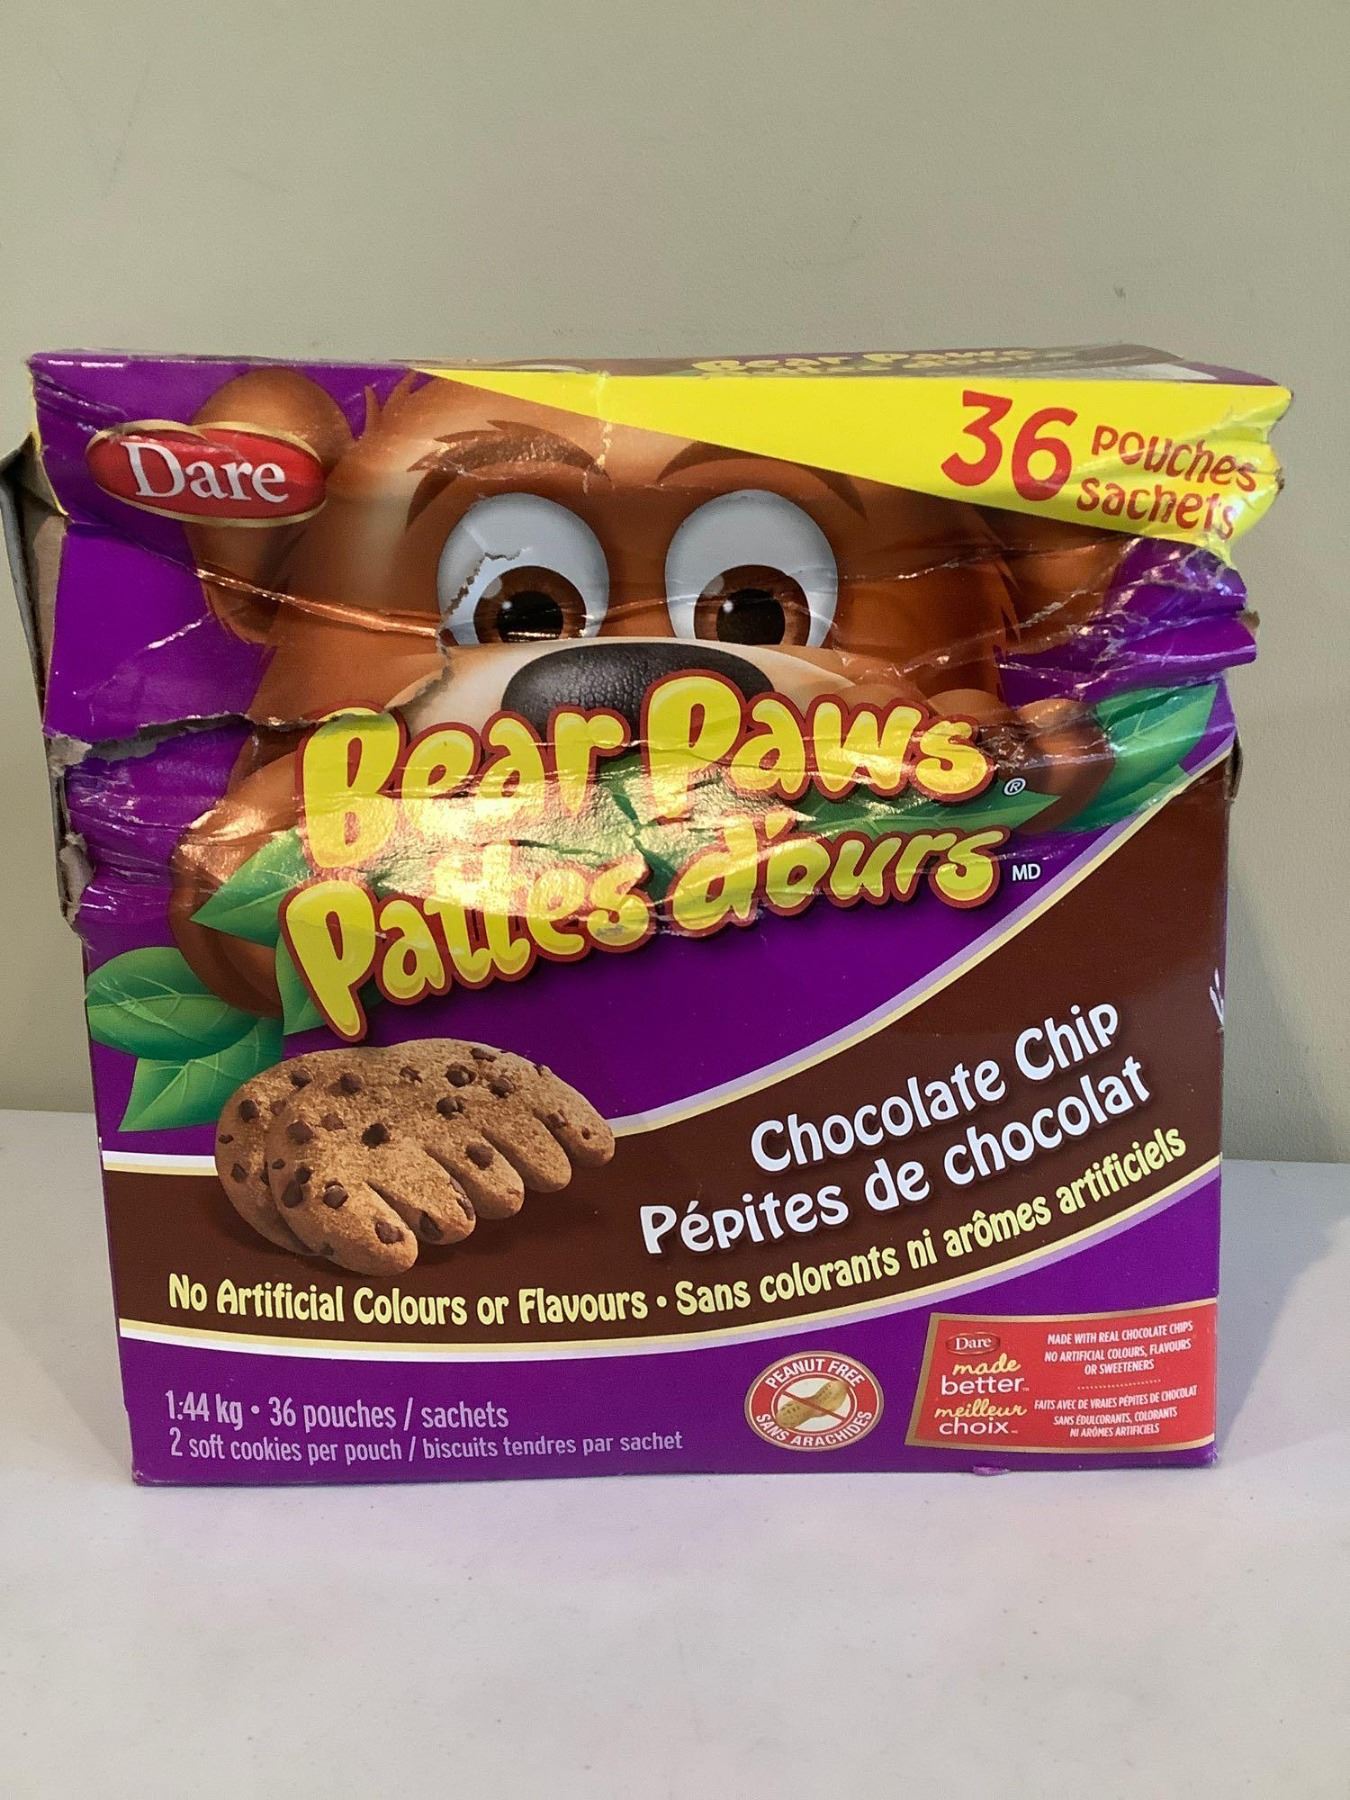 Bear Paws
Dare
36 pouches
sachets
Bear Paws ®
Pattes d'ours MD
Chocolate Chip
Pépites de chocolat
No Artificial Colours or Flavours • Sans colorants ni arômes artificiels
1.44 kg • 36 pouches / sachets
2 soft cookies per pouch / biscuits tendres par sachet
PEANUT FREE
SANS ARACHIDES
Dare
made
better™
meilleur
choix
MADE WITH REAL CHOCOLATE CHIPS
NO ARTIFICIAL COLOURS, FLAVOURS
OR SWEETENERS
FAITS AVEC DE VRAIES PÉPITES DE CHOCOLAT
SANS ÉDULCORANTS, COLORANTS
NI ARÔMES ARTIFICIELS